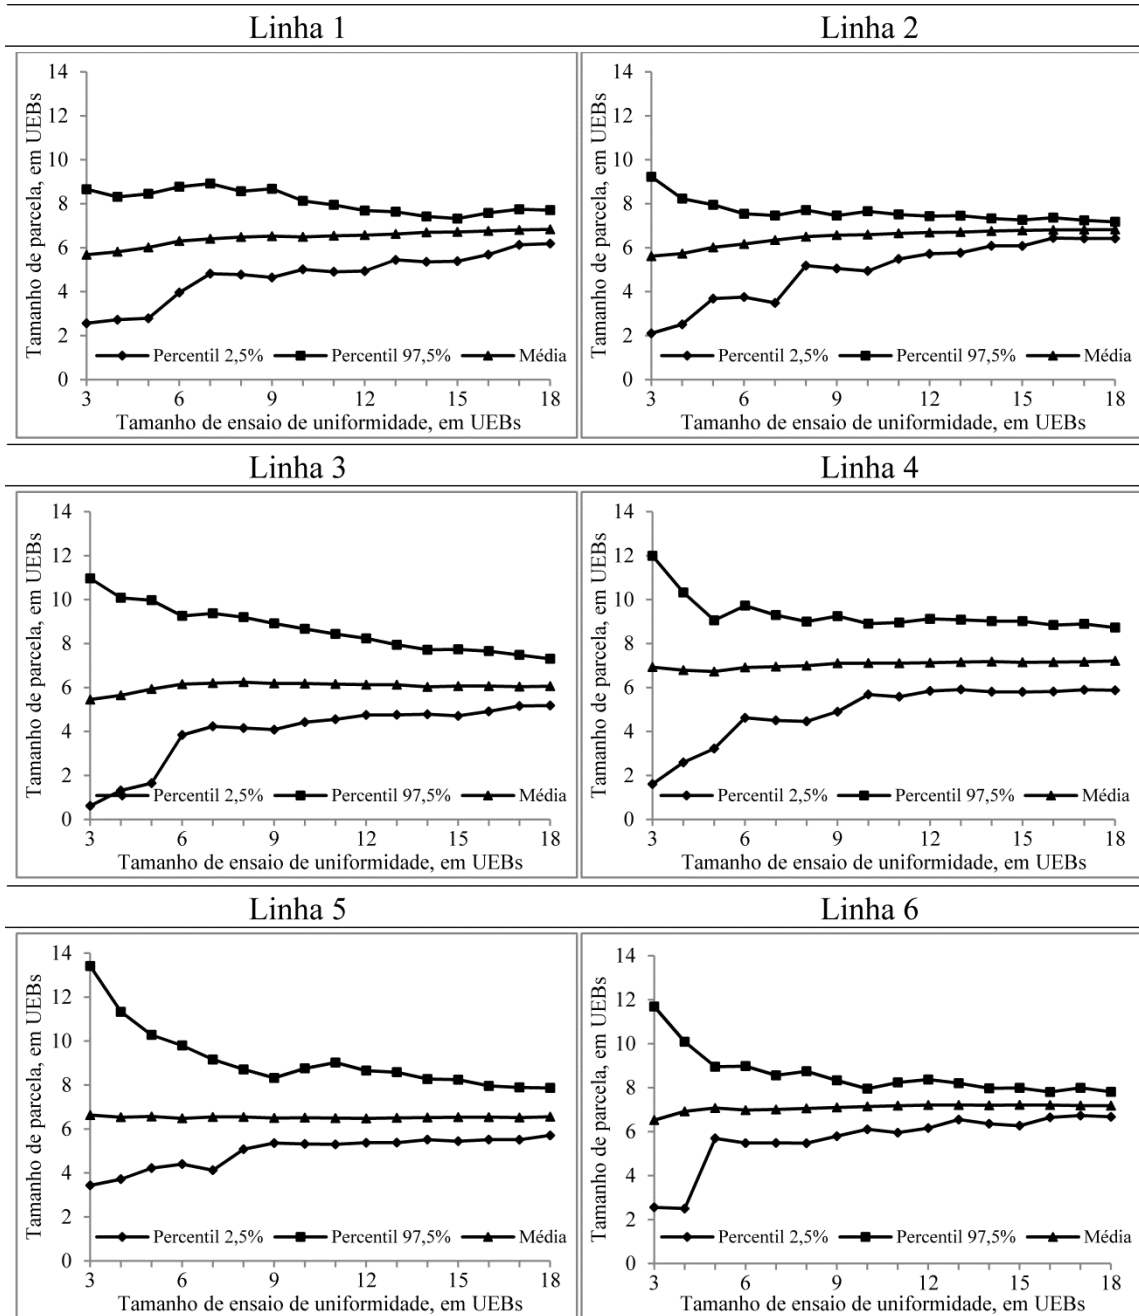 Linha 1
Tamanho de parcela, em UEBs
14
12
10
8
6
4
2
0
Percentil 2,5% Percentil 97,5% Média
3 6 9 12 15 18
Tamanho de ensaio de uniformidade, em UEBs
Linha 2
Tamanho de parcela, em UEBs
14
12
10
8
6
4
2
0
Percentil 2,5% Percentil 97,5% Média
3 6 9 12 15 18
Tamanho de ensaio de uniformidade, em UEBs
Linha 3
Tamanho de parcela, em UEBs
14
12
10
8
6
4
2
0
Percentil 2,5% Percentil 97,5% Média
3 6 9 12 15 18
Tamanho de ensaio de uniformidade, em UEBs
Linha 4
Tamanho de parcela, em UEBs
14
12
10
8
6
4
2
0
Percentil 2,5% Percentil 97,5% Média
3 6 9 12 15 18
Tamanho de ensaio de uniformidade, em UEBs
Linha 5
Tamanho de parcela, em UEBs
14
12
10
8
6
4
2
0
Percentil 2,5% Percentil 97,5% Média
3 6 9 12 15 18
Tamanho de ensaio de uniformidade, em UEBs
Linha 6
Tamanho de parcela, em UEBs
14
12
10
8
6
4
2
0
Percentil 2,5% Percentil 97,5% Média
3 6 9 12 15 18
Tamanho de ensaio de uniformidade, em UEBs